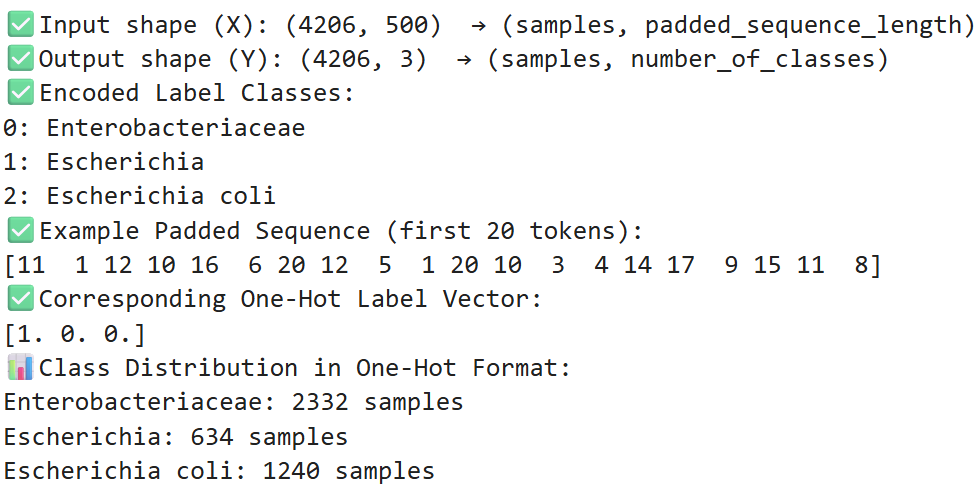 ✅ Input shape (X): (4206, 500)  → (samples, padded_sequence_length)
✅ Output shape (Y): (4206, 3)  → (samples, number_of_classes)
✅ Encoded Label Classes:
0: Enterobacteriaceae
1: Escherichia
2: Escherichia coli
✅ Example Padded Sequence (first 20 tokens):
[11  1 12 10 16  6 20 12  5  1 20 10  3  4 14 17  9 15 11  8]
✅ Corresponding One-Hot Label Vector:
[1. 0. 0.]
📊 Class Distribution in One-Hot Format:
Enterobacteriaceae: 2332 samples
Escherichia: 634 samples
Escherichia coli: 1240 samples